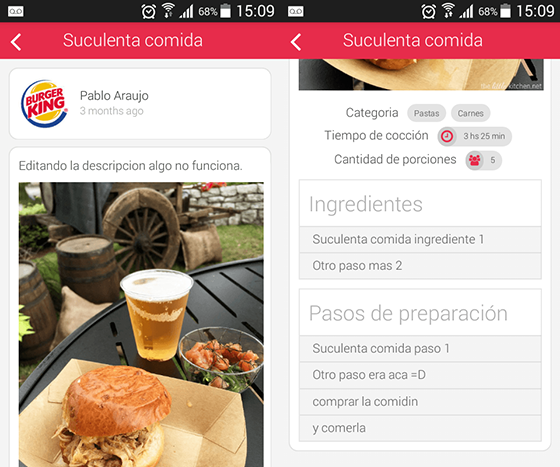 68% 15:09
Suculenta comida
BURGER
KING
Pablo Araujo
3 months ago
Editando la descripcion algo no funciona.
68% 15:09
Suculenta comida
kitchen.net
Categoria Pastas Carnes
Tiempo de cocción 3 hs 25 min
Cantidad de porciones 5
Ingredientes
Suculenta comida ingrediente 1
Otro paso mas 2
Pasos de preparación
Suculenta comida paso 1
Otro paso era aca =D
comprar la comidin
y comerla